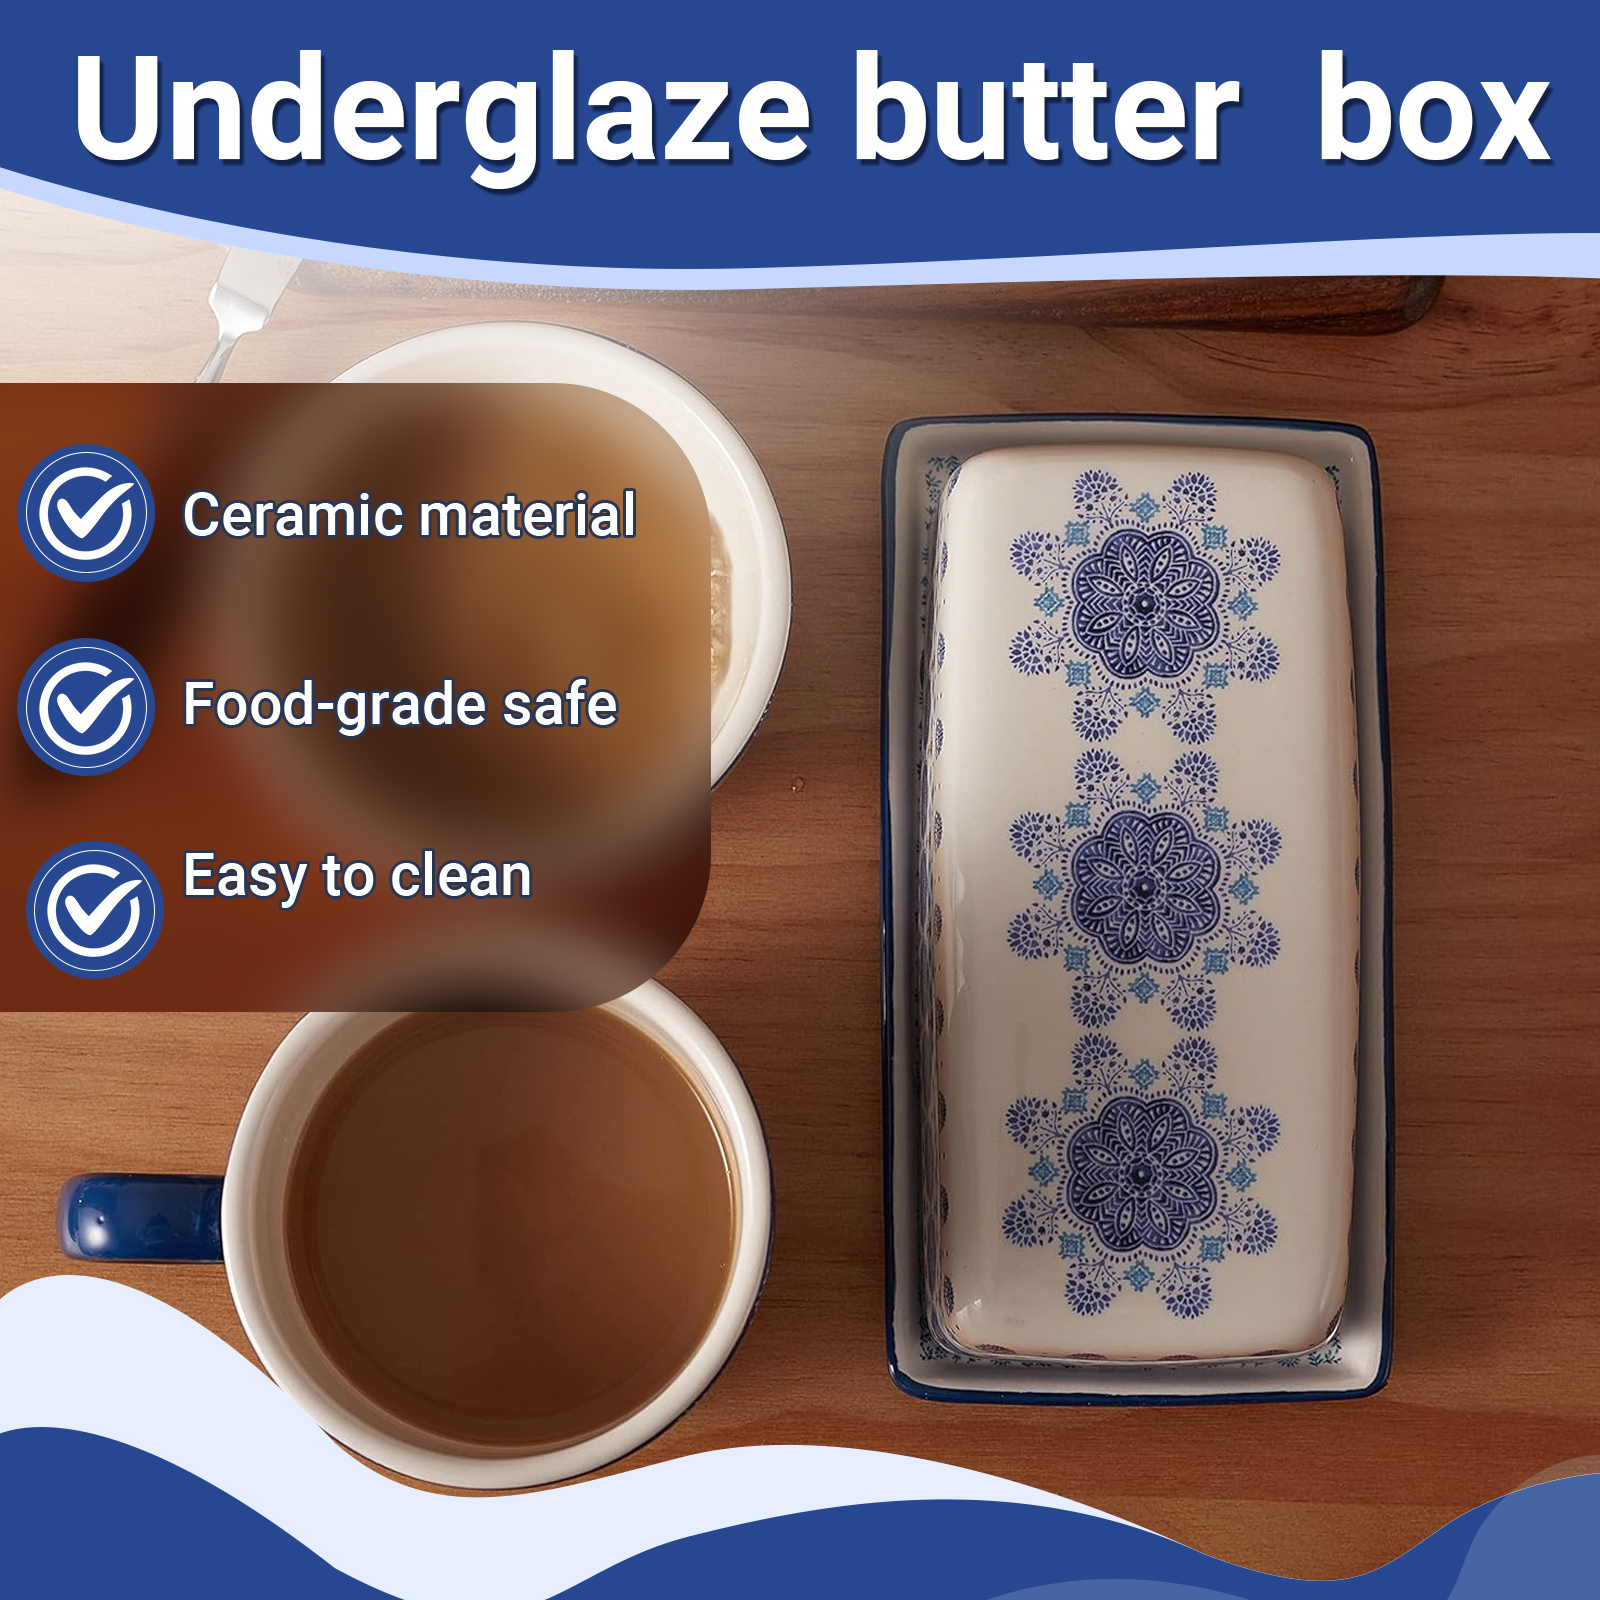 Underglaze butter box
Ceramic material
Food-grade safe
Easy to clean